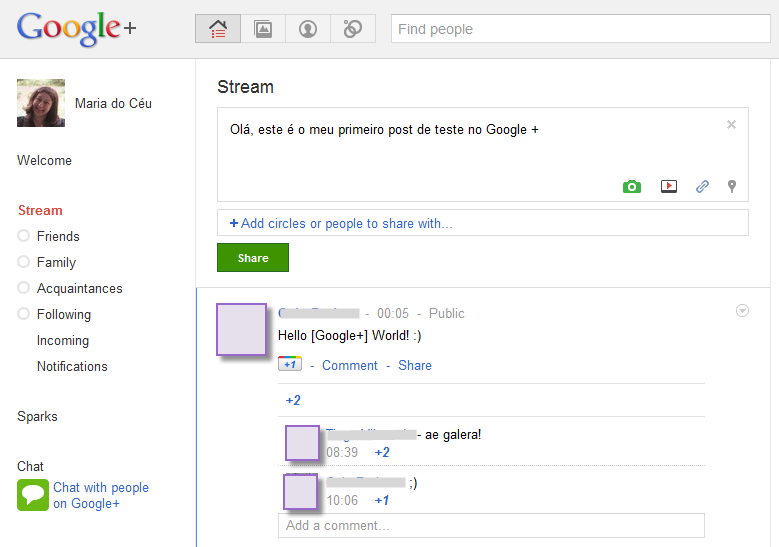 Google+
Find people
Maria do Céu
Welcome
Stream
Friends
Family
Acquaintances
Following
Incoming
Notifications
Sparks
Chat
Chat with people
on Google+
Stream
Olá, este é o meu primeiro post de teste no Google +
+ Add circles or people to share with...
Share
- 00:05 - Public
Hello [Google+] World! :)
+1 - Comment - Share
+2
- ae galera!
08:39 +2
;)
10:06 +1
Add a comment...